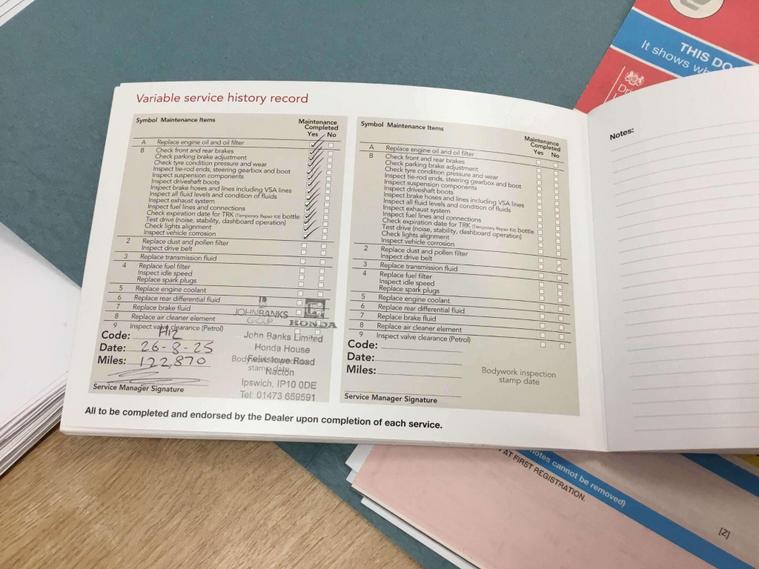 Variable service history record
Symbol Maintenance Items
Maintenance
Completed
Yes No
A Replace engine oil and oil filter
B Check front and rear brakes
Check parking brake adjustment
Check tyre condition pressure and wear
Inspect tie-rod ends, steering gearbox and boot
Inspect suspension components
Inspect driveshaft boots
Inspect brake hoses and lines including VSA lines
Inspect all fluid levels and condition of fluids
Inspect exhaust system
Inspect fuel lines and connections
Check expiration date for TRK (Temporary Repair Kit) bottle
Test drive (noise, stability, dashboard operation)
Check lights alignment
Inspect vehicle corrosion
2 Replace dust and pollen filter
Inspect drive belt
3 Replace transmission fluid
4 Replace fuel filter
Inspect idle speed
Replace spark plugs
5 Replace engine coolant
6 Replace rear differential fluid
7 Replace brake fluid
8 Replace air cleaner element
9 Inspect valve clearance (Petrol)
Code:
Date: 26-8-25
Miles: 122,870
Service Manager Signature
JOHN BANKS
GROUP
HONDA
John Banks Limited
Honda House
Felixstowe Road
Nacton
Ipswich, IP10 0DE
Tel: 01473 659591
Symbol Maintenance Items
Maintenance
Completed
Yes No
A Replace engine oil and oil filter
B Check front and rear brakes
Check parking brake adjustment
Check tyre condition pressure and wear
Inspect tie-rod ends, steering gearbox and boot
Inspect suspension components
Inspect driveshaft boots
Inspect brake hoses and lines including VSA lines
Inspect all fluid levels and condition of fluids
Inspect exhaust system
Inspect fuel lines and connections
Check expiration date for TRK (Temporary Repair Kit) bottle
Test drive (noise, stability, dashboard operation)
Check lights alignment
Inspect vehicle corrosion
2 Replace dust and pollen filter
Inspect drive belt
3 Replace transmission fluid
4 Replace fuel filter
Inspect idle speed
Replace spark plugs
5 Replace engine coolant
6 Replace rear differential fluid
7 Replace brake fluid
8 Replace air cleaner element
9 Inspect valve clearance (Petrol)
Code:
Date:
Miles:
Bodywork inspection
stamp date
Service Manager Signature
All to be completed and endorsed by the Dealer upon completion of each service.
Notes:
THIS DO
It shows wh
notes cannot be removed)
AT FIRST REGISTRATION.
[Z]